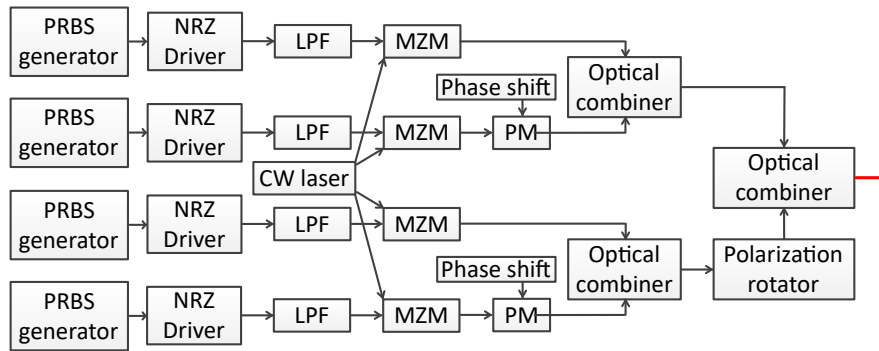 PRBS
generator
NRZ
Driver
LPF
MZM
Optical
combiner
Phase shift
PRBS
generator
NRZ
Driver
LPF
MZM
PM
CW laser
Optical
combiner
PRBS
generator
NRZ
Driver
LPF
MZM
Optical
combiner
Polarization
rotator
Phase shift
PRBS
generator
NRZ
Driver
LPF
MZM
PM